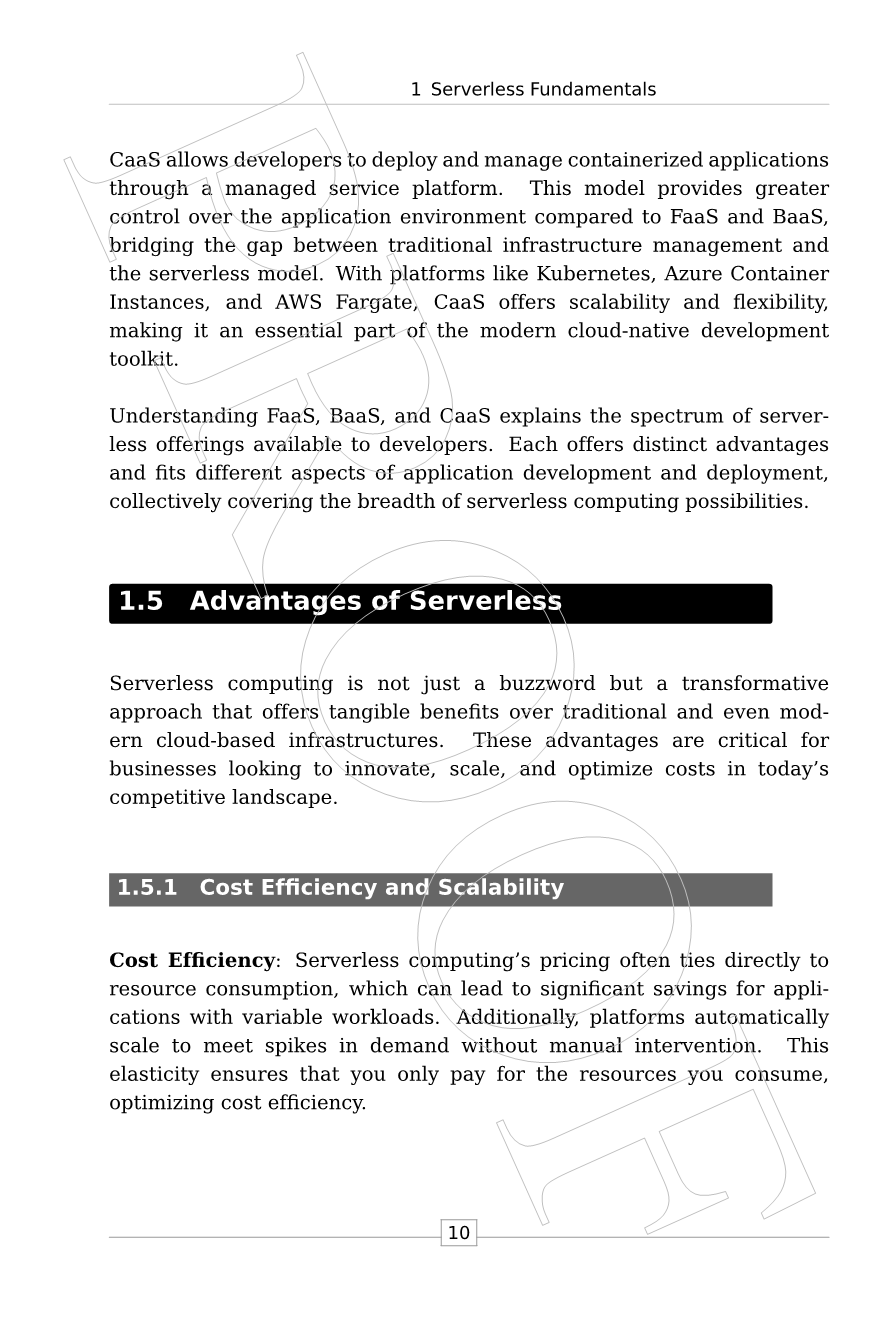 1 Serverless Fundamentals
CaaS allows developers to deploy and manage containerized applications
through a managed service platform. This model provides greater
control over the application environment compared to FaaS and BaaS,
bridging the gap between traditional infrastructure management and
the serverless model. With platforms like Kubernetes, Azure Container
Instances, and AWS Fargate, CaaS offers scalability and flexibility,
making it an essential part of the modern cloud-native development
toolkit.
Understanding FaaS, BaaS, and CaaS explains the spectrum of server-
less offerings available to developers. Each offers distinct advantages
and fits different aspects of application development and deployment,
collectively covering the breadth of serverless computing possibilities.
1.5 Advantages of Serverless
Serverless computing is not just a buzzword but a transformative
approach that offers tangible benefits over traditional and even mod-
ern cloud-based infrastructures. These advantages are critical for
businesses looking to innovate, scale, and optimize costs in today’s
competitive landscape.
1.5.1 Cost Efficiency and Scalability
Cost Efficiency: Serverless computing’s pricing often ties directly to
resource consumption, which can lead to significant savings for appli-
cations with variable workloads. Additionally, platforms automatically
scale to meet spikes in demand without manual intervention. This
elasticity ensures that you only pay for the resources you consume,
optimizing cost efficiency.
10
PROOF